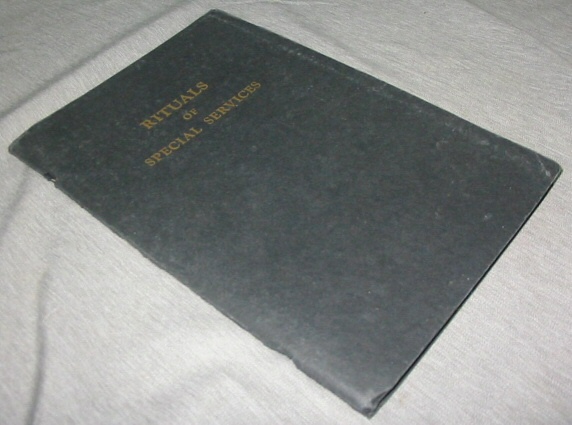 RITUALS
OF
SPECIAL SERVICES